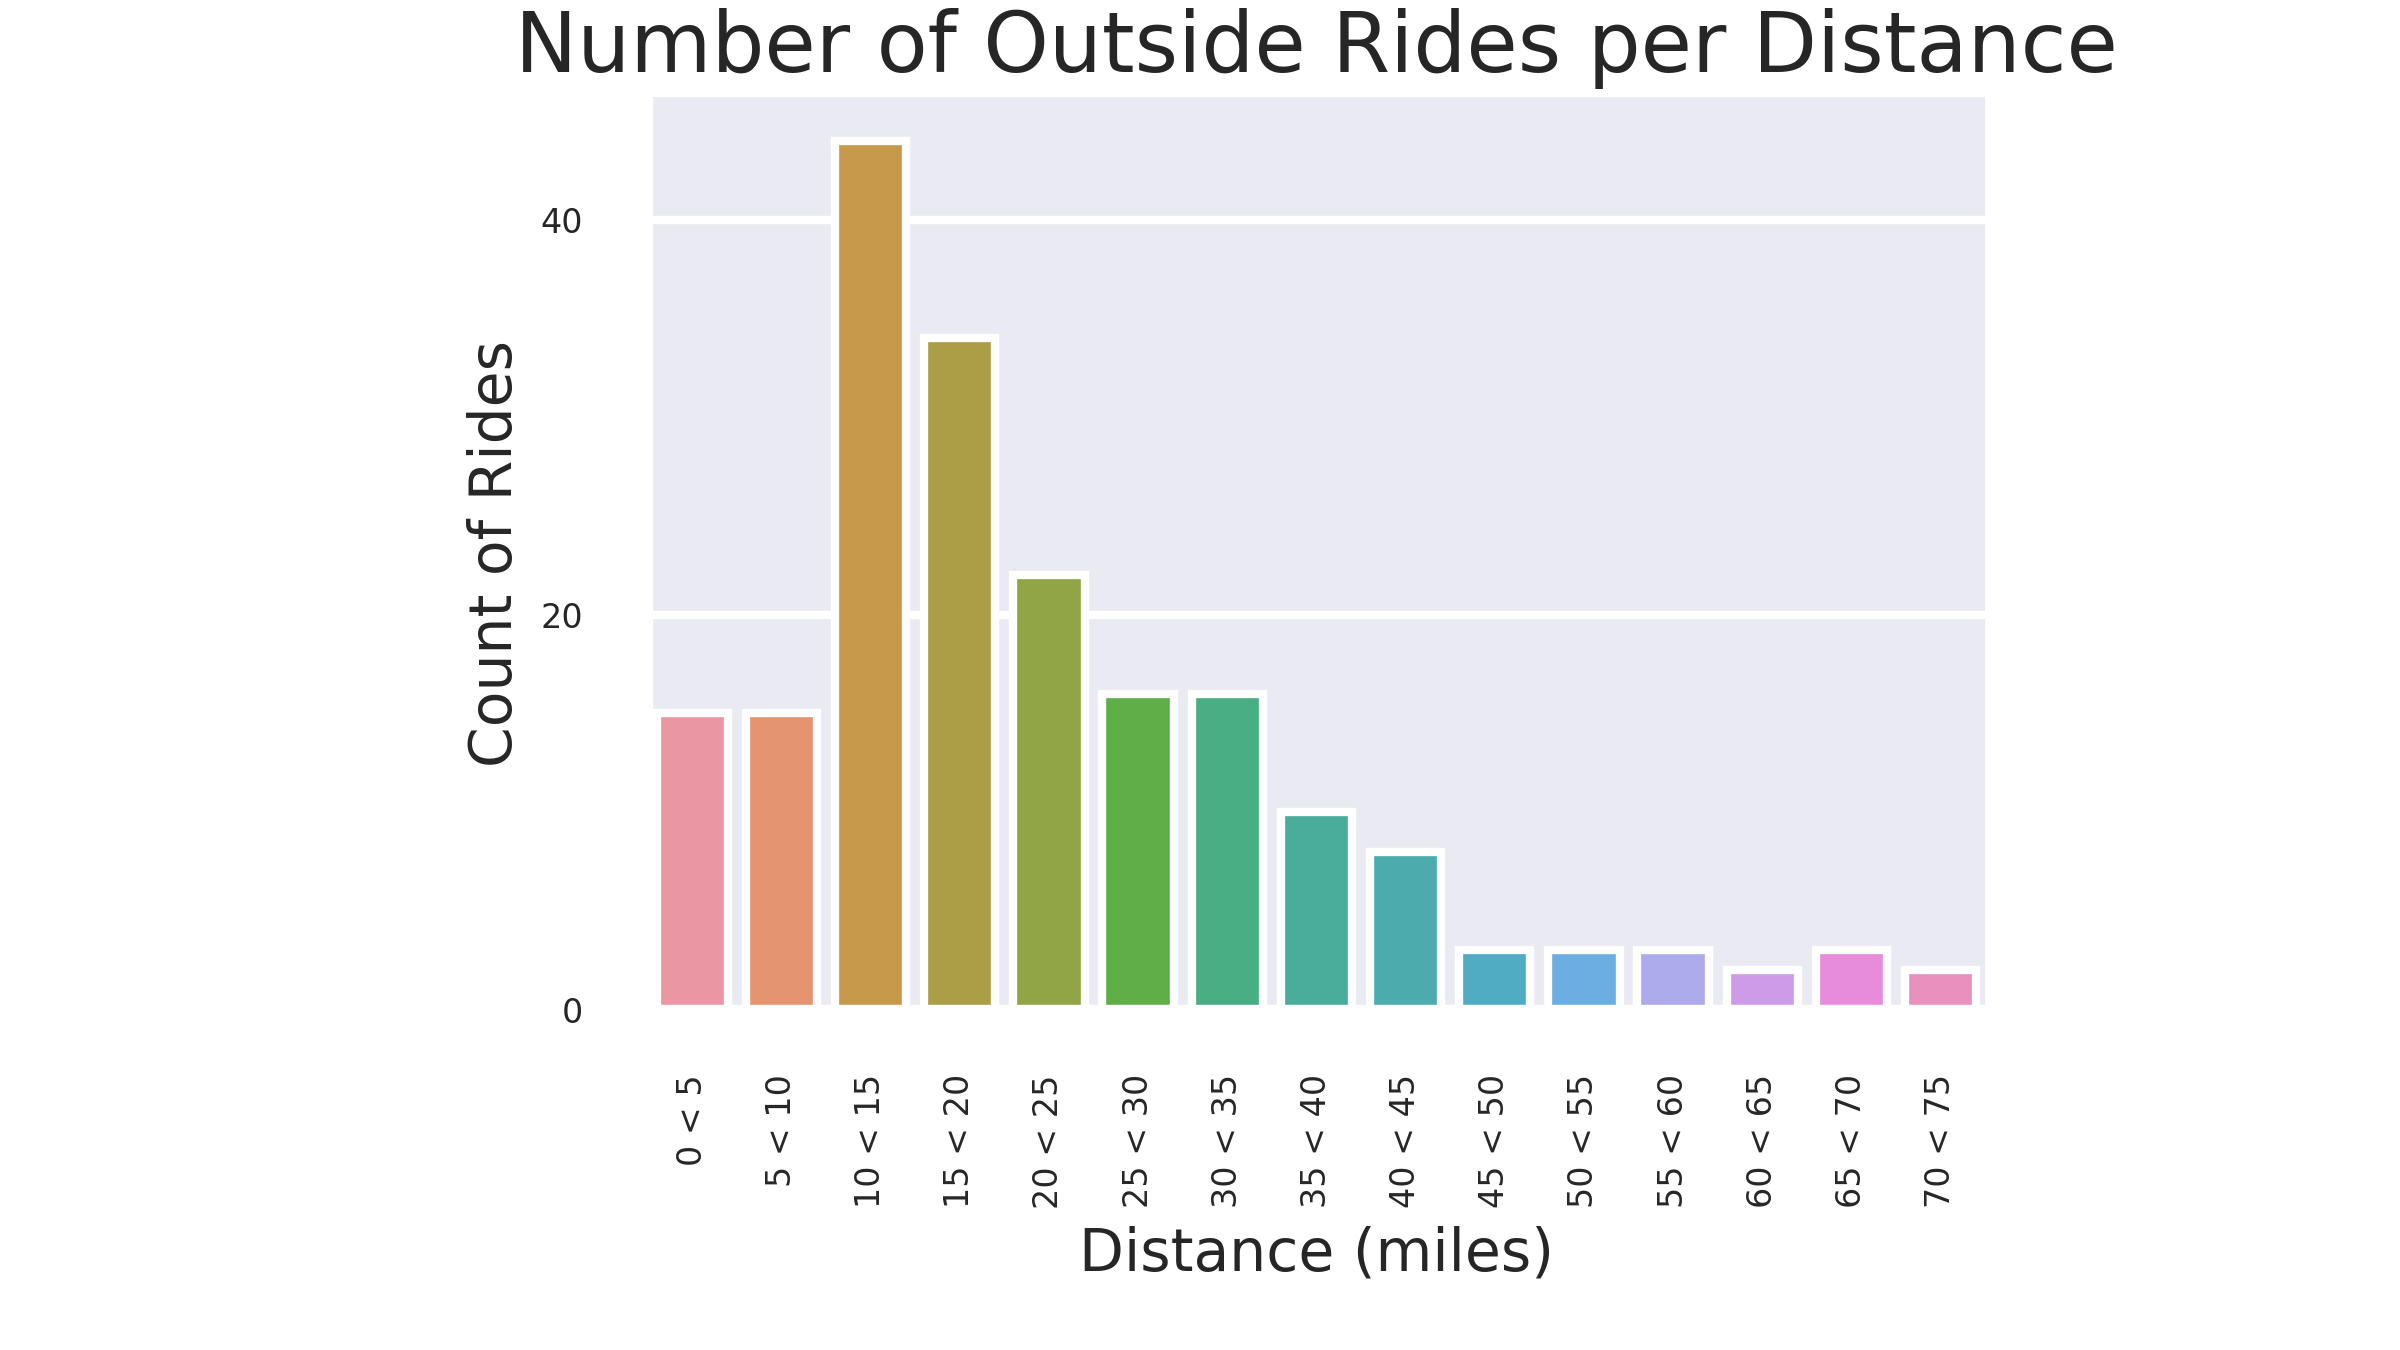 Number of Outside Rides per Distance
Count of Rides
40
20
0
0 < 5
5 < 10
10 < 15
15 < 20
20 < 25
25 < 30
30 < 35
35 < 40
40 < 45
45 < 50
50 < 55
55 < 60
60 < 65
65 < 70
70 < 75
Distance (miles)